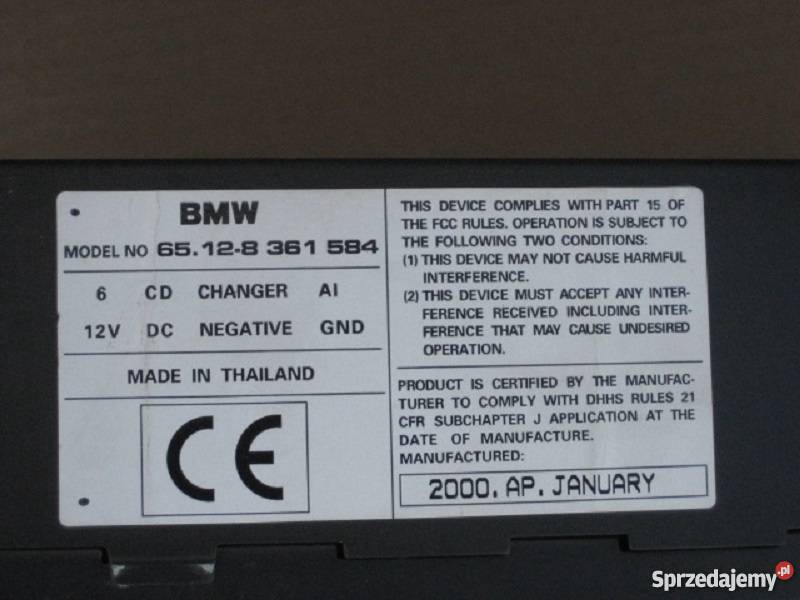 BMW
MODEL NO 65.12-8 361 584
6 CD CHANGER AI
12V DC NEGATIVE GND
MADE IN THAILAND
CE
THIS DEVICE COMPLIES WITH PART 15 OF
THE FCC RULES. OPERATION IS SUBJECT TO
THE FOLLOWING TWO CONDITIONS:
(1) THIS DEVICE MAY NOT CAUSE HARMFUL
INTERFERENCE.
(2) THIS DEVICE MUST ACCEPT ANY INTER-
FERENCE RECEIVED INCLUDING INTER-
FERENCE THAT MAY CAUSE UNDESIRED
OPERATION.
PRODUCT IS CERTIFIED BY THE MANUFAC-
TURER TO COMPLY WITH DHHS RULES 21
CFR SUBCHAPTER J APPLICATION AT THE
DATE OF MANUFACTURE.
MANUFACTURED:
2000. AP. JANUARY
Sprzedajemy.pl